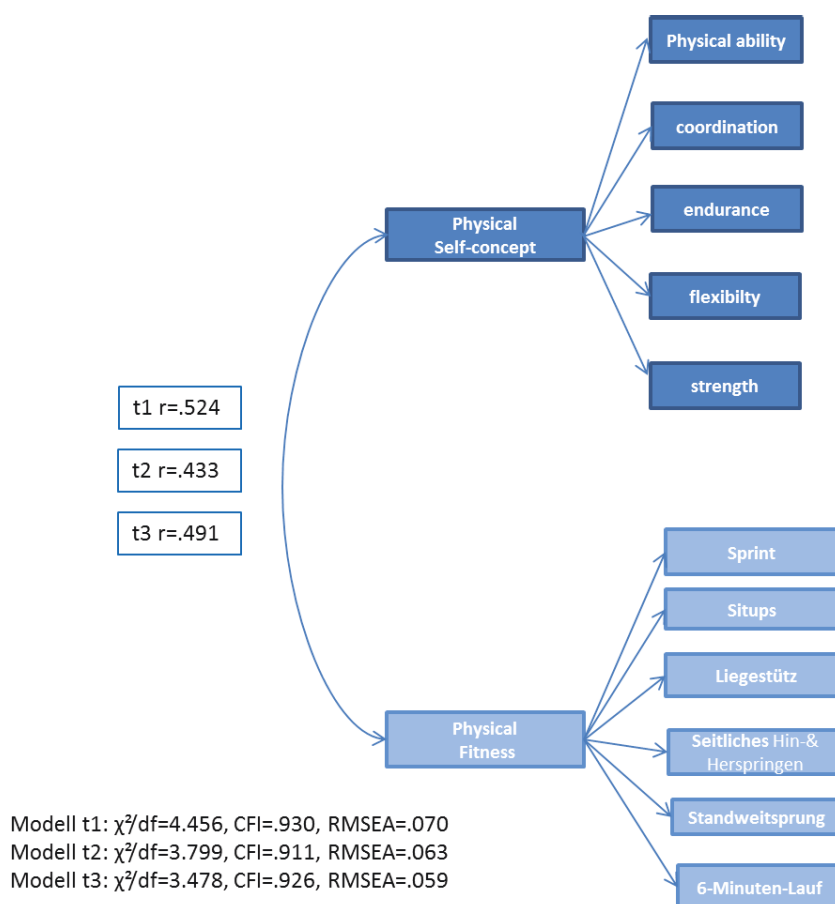 Physical ability
coordination
endurance
flexibilty
strength
Physical
Self-concept
t1 r=.524
t2 r=.433
t3 r=.491
Sprint
Situps
Liegestütz
Seitliches Hin-&
Herspringen
Standweitsprung
6-Minuten-Lauf
Physical
Fitness
Modell t1: χ²/df=4.456, CFI=.930, RMSEA=.070
Modell t2: χ²/df=3.799, CFI=.911, RMSEA=.063
Modell t3: χ²/df=3.478, CFI=.926, RMSEA=.059